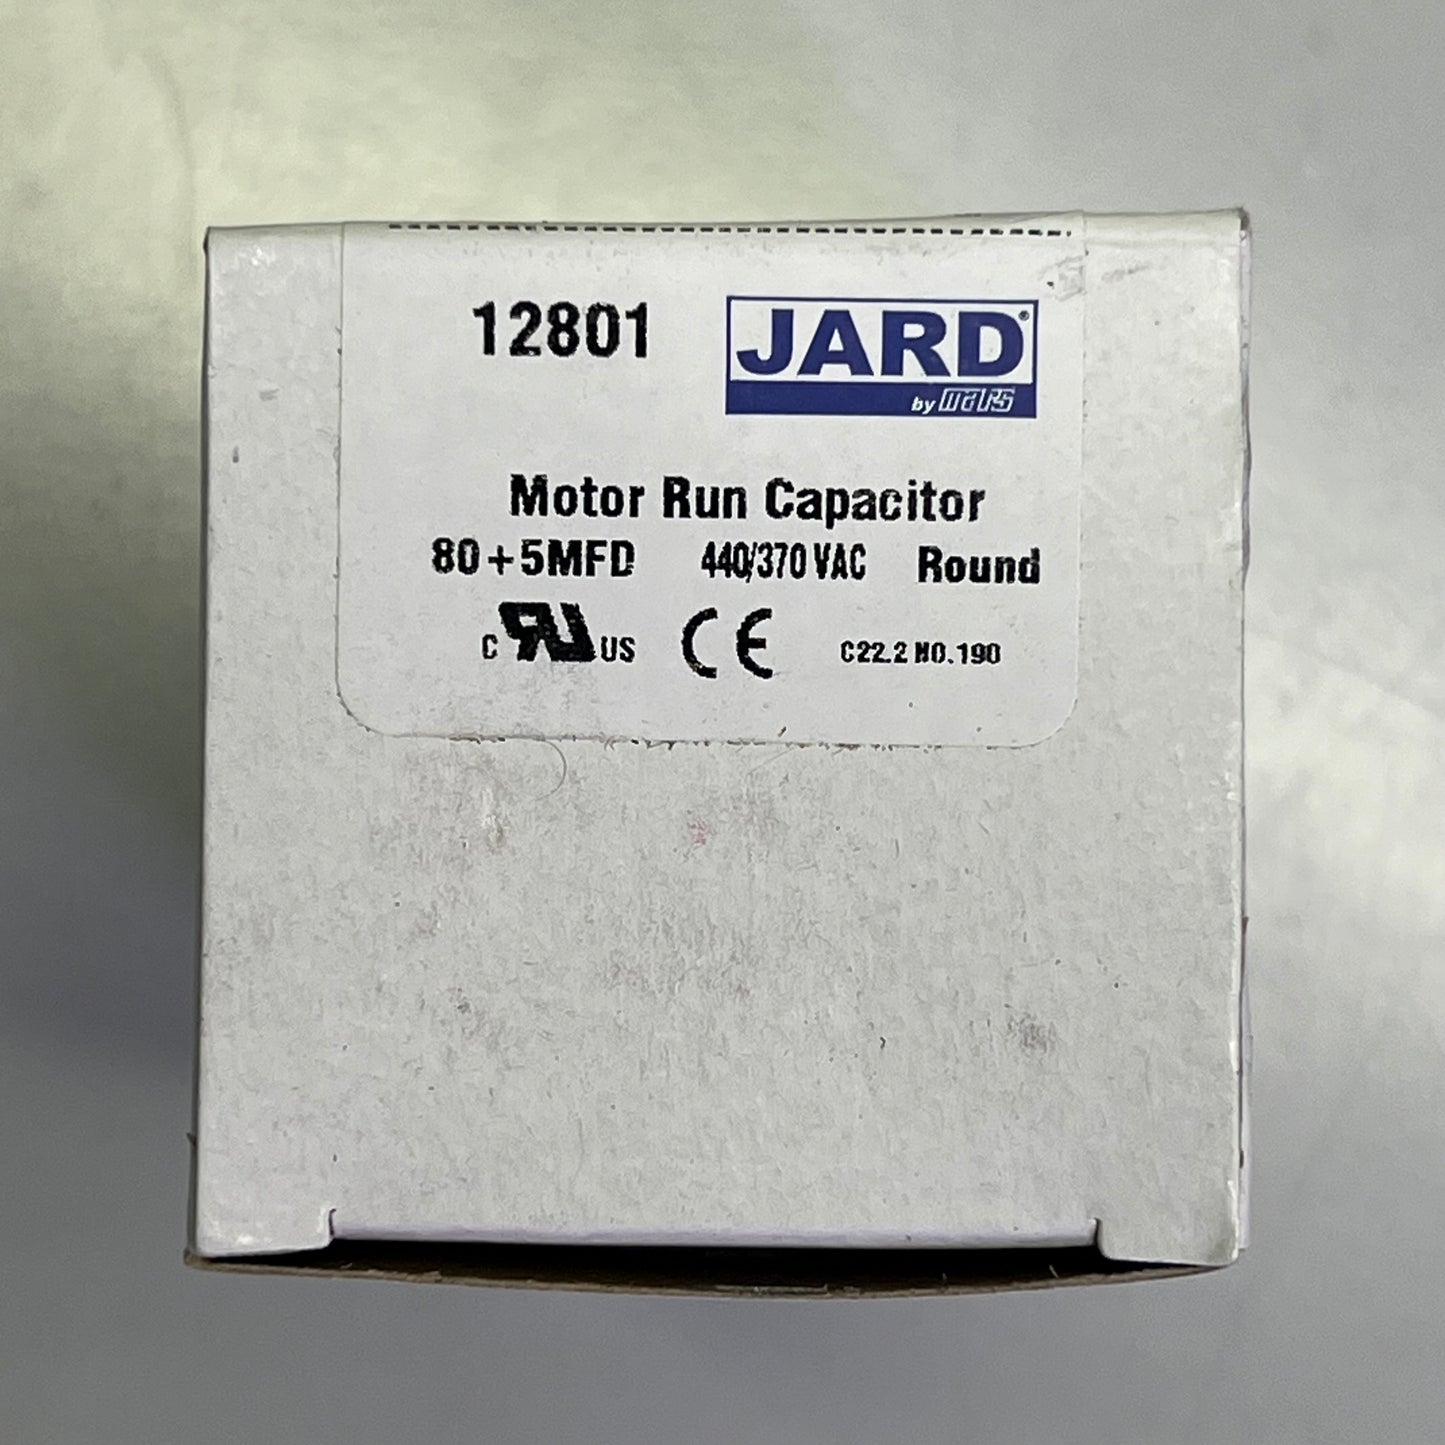 12801
JARD®
by mars
Motor Run Capacitor
80+5MFD 440/370 VAC Round
C RU US CE C22.2 NO.190